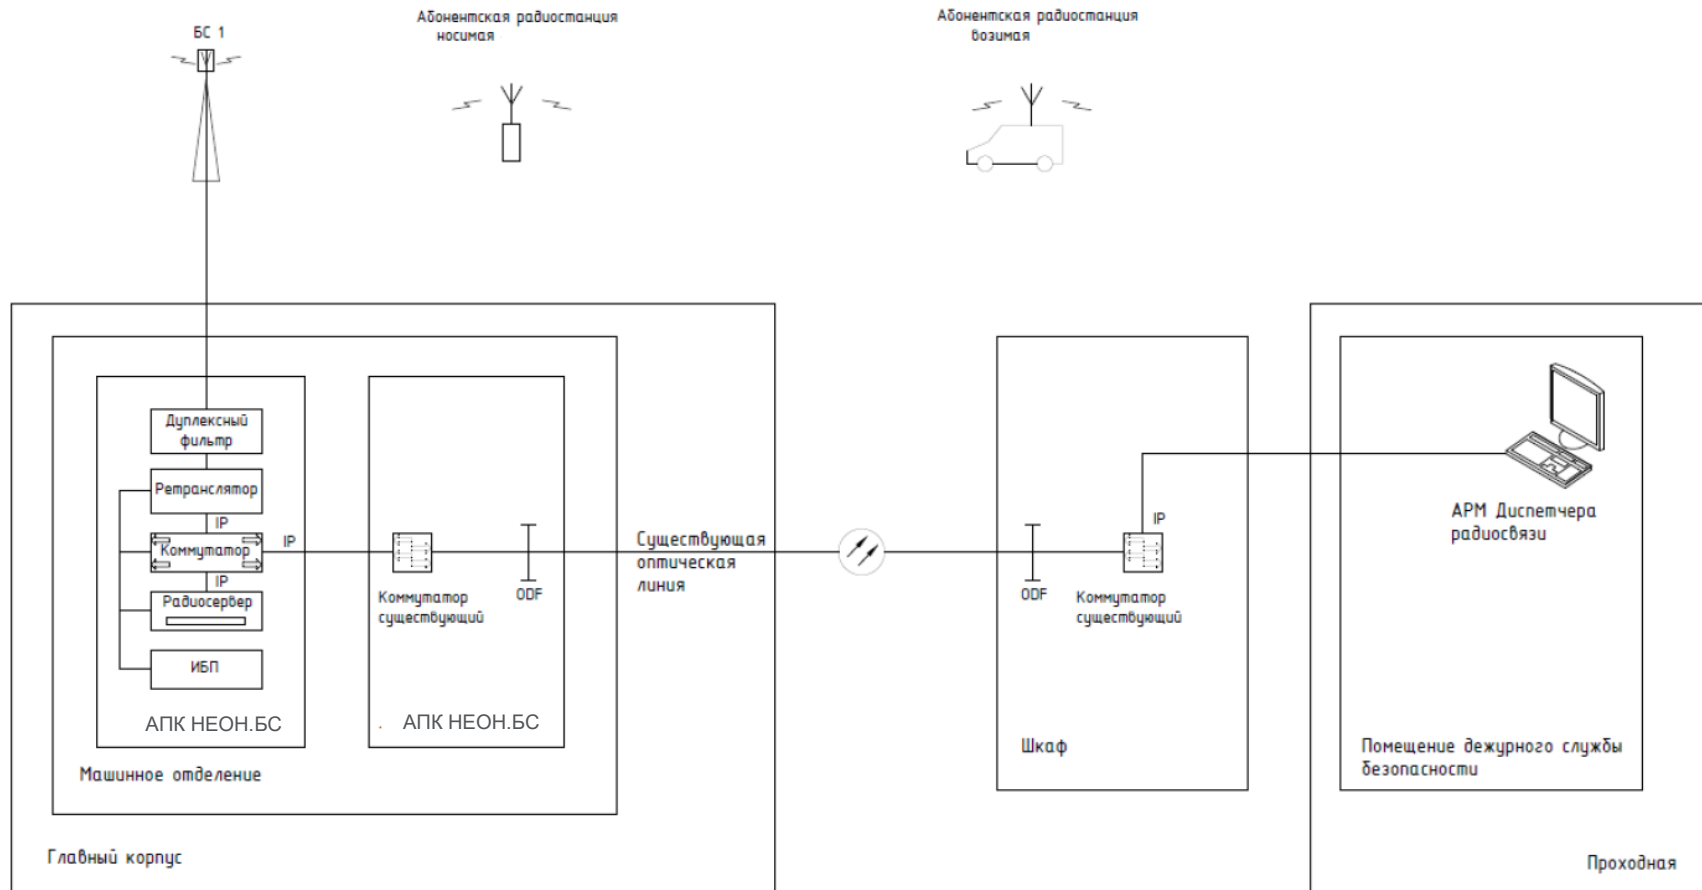 БС 1
Абонентская радиостанция
носимая
Абонентская радиостанция
возимая
Дуплексный
фильтр
Ретранслятор
IP
Коммутатор
IP
IP
Радиосервер
ИБП
АПК НЕОН.БС
Коммутатор
существующий
ODF
. АПК НЕОН.БС
Машинное отделение
Главный корпус
Существующая
оптическая
линия
ODF
IP
Коммутатор
существующий
Шкаф
АРМ Диспетчера
радиосвязи
Помещение дежурного службы
безопасности
Проходная